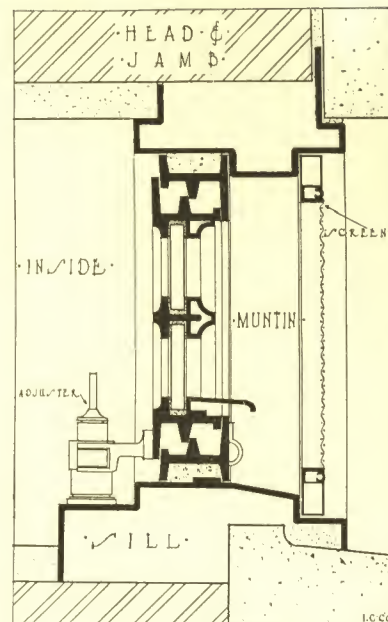 ·HEAD &
JAMB·
SCREEN
·INSIDE·
·MUNTIN·
ADJUSTER
·SILL·